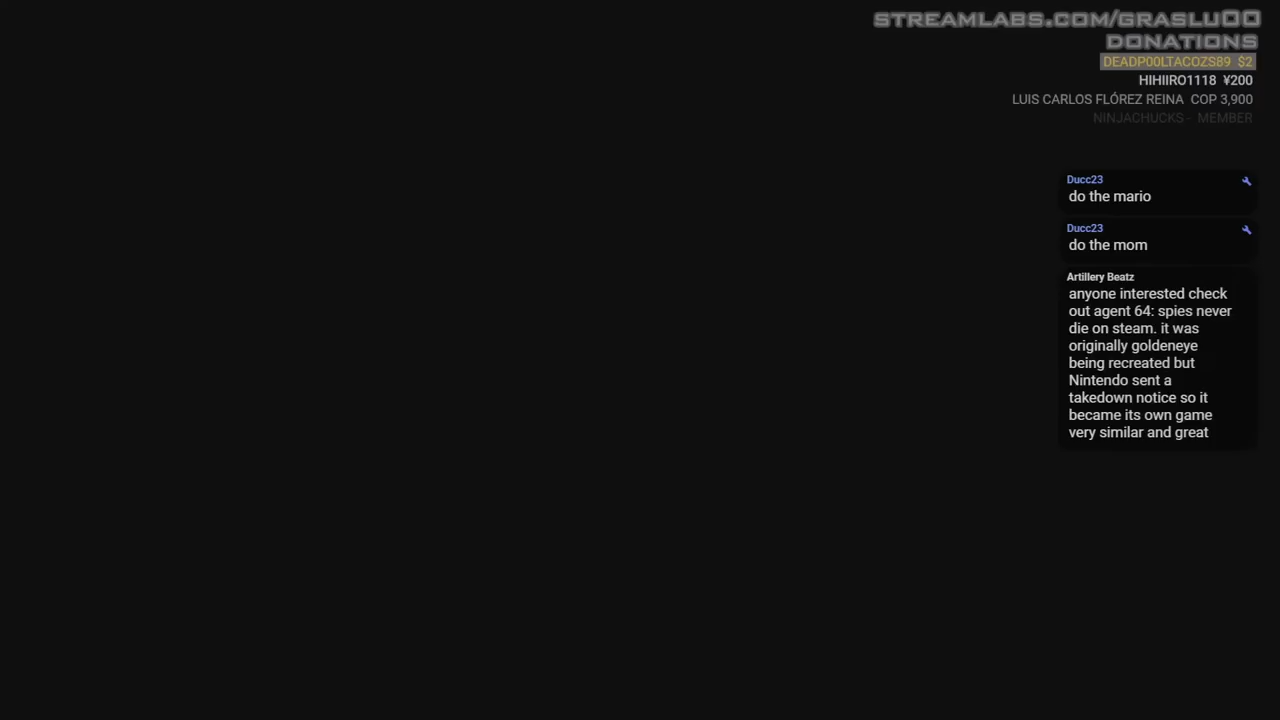 STREAMLABS.COM/GRASLU00
DONATIONS
DEADP00LTACOZS89 $2
HIHIIRO1118 ¥200
LUIS CARLOS FLÓREZ REINA COP 3,900
NINJACHUCKS - MEMBER
Ducc23
do the mario
Ducc23
do the mom
Artillery Beatz
anyone interested check
out agent 64: spies never
die on steam. it was
originally goldeneye
being recreated but
Nintendo sent a
takedown notice so it
became its own game
very similar and great